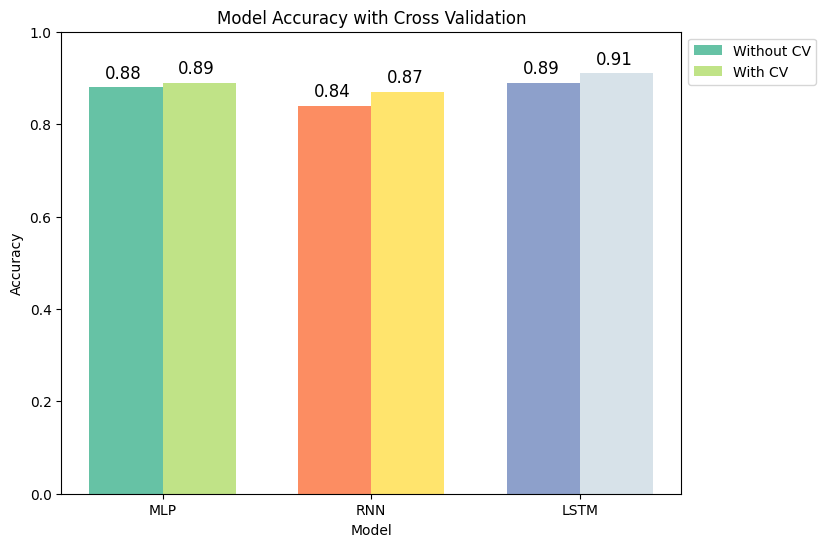 Model Accuracy with Cross Validation
1.0
0.8
0.6
0.4
0.2
0.0
Accuracy
0.88
0.89
0.84
0.87
0.89
0.91
MLP
RNN
LSTM
Model
Without CV
With CV